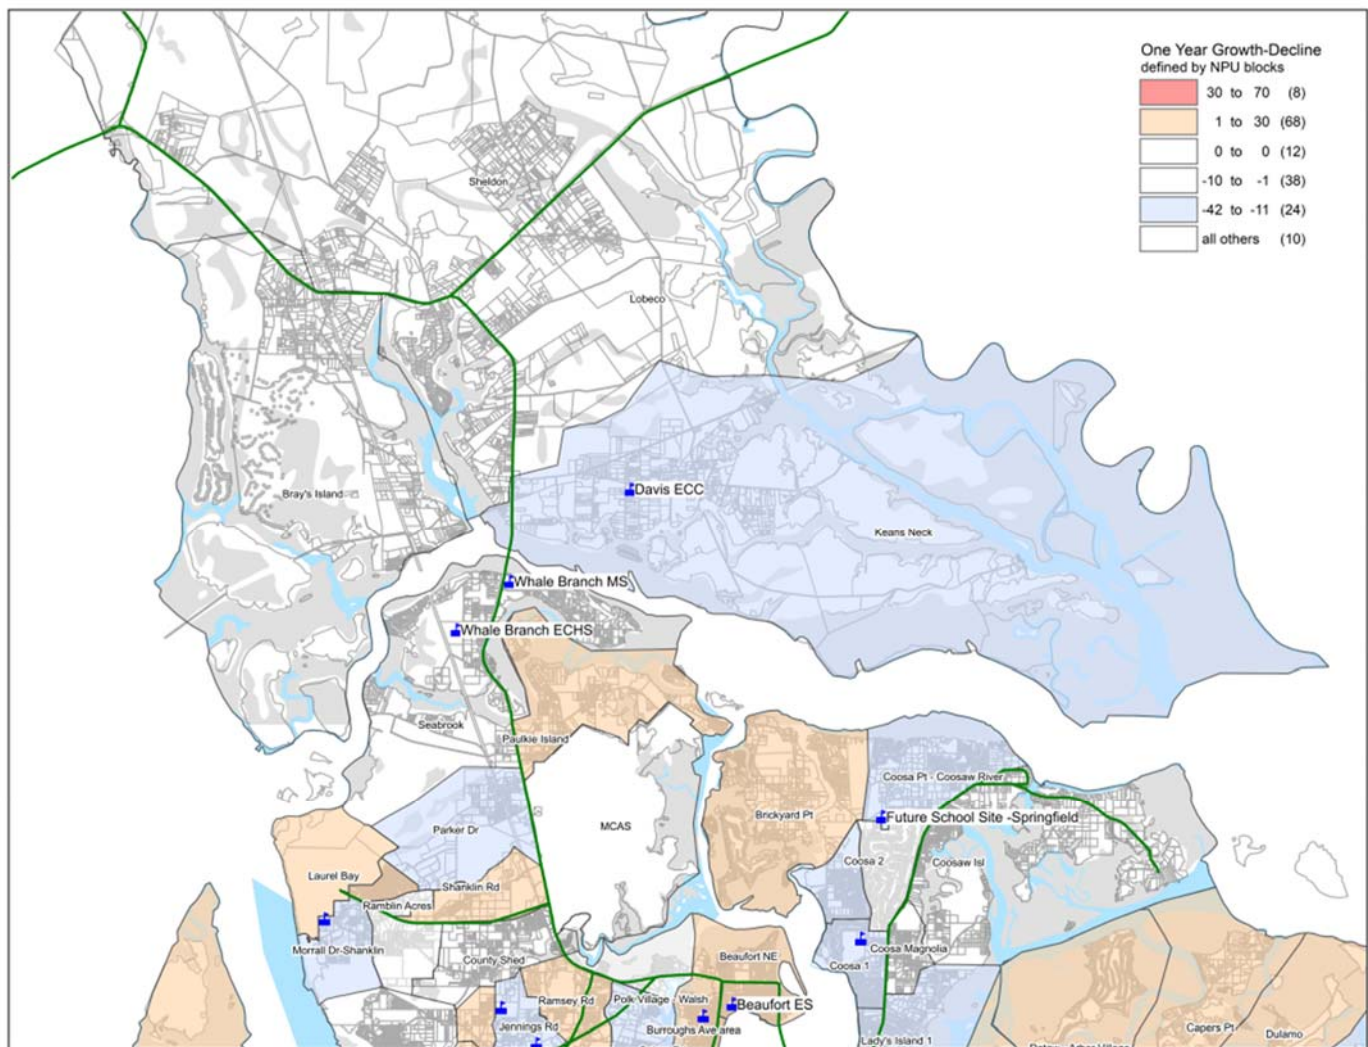 One Year Growth-Decline
defined by NPU blocks
30 to 70 (8)
1 to 30 (68)
0 to 0 (12)
-10 to -1 (38)
-42 to -11 (24)
all others (10)
Sheldon
Lobeco
Bray's Island
Davis ECC
Keans Neck
Whale Branch MS
Whale Branch ECHS
Seabrook
Paulkie Island
Coosa Pt - Coosaw River
Brickyard Pt
Future School Site -Springfield
MCAS
Parker Dr
Coosa 2
Coosaw Isl
Laurel Bay
Shanklin Rd
Ramblin Acres
Morrall Dr-Shanklin
County Shed
Coosa Magnolia
Beaufort NE
Coosa 1
Ramsey Rd
Polk Village
Walsh
Beaufort ES
Jennings Rd
Burroughs Ave area
Lady's Island 1
Capers Pt
Dulamo